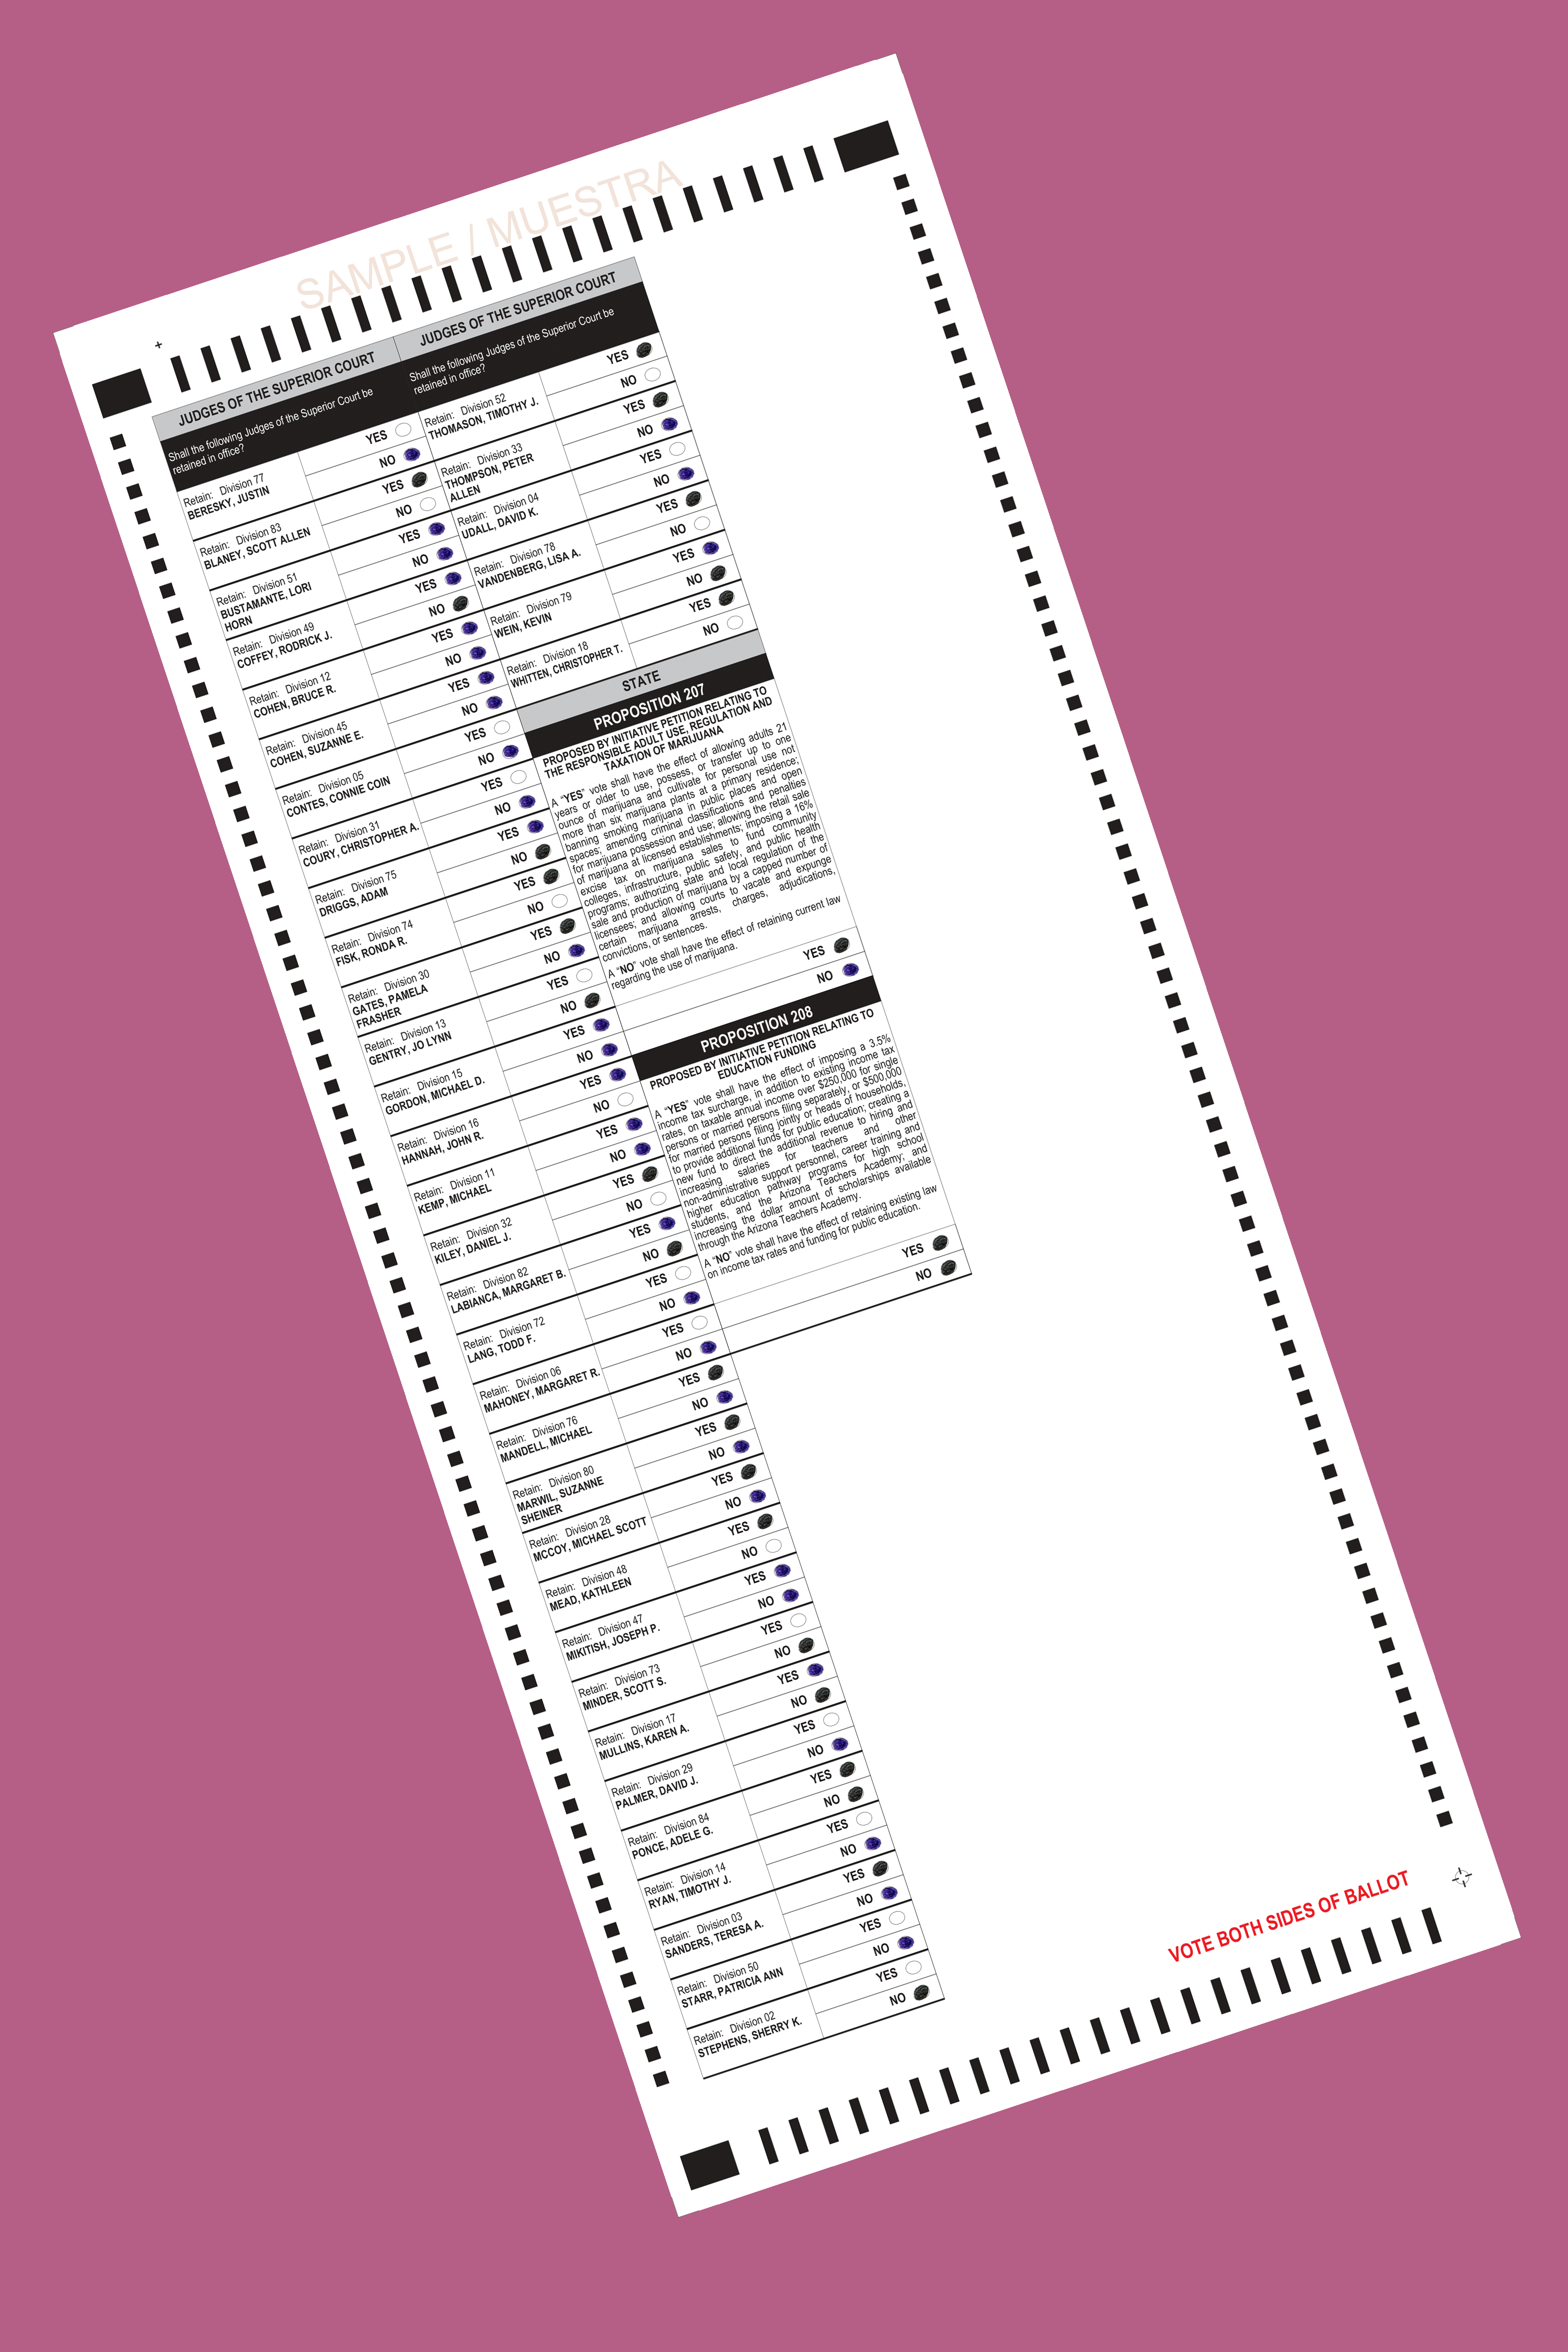 SAMPLE / MUESTRA
JUDGES OF THE SUPERIOR COURT
Shall the following Judges of the Superior Court be
retained in office?
Retain: Division 77
BERESKY, JUSTIN
YES
NO
Retain: Division 83
BLANEY, SCOTT ALLEN
YES
NO
Retain: Division 51
BUSTAMANTE, LORI
HORN
YES
NO
Retain: Division 49
COFFEY, RODRICK J.
YES
NO
Retain: Division 12
COHEN, BRUCE R.
YES
NO
Retain: Division 45
COHEN, SUZANNE E.
YES
NO
Retain: Division 05
CONTES, CONNIE COIN
YES
NO
Retain: Division 31
COURY, CHRISTOPHER A.
YES
NO
Retain: Division 75
DRIGGS, ADAM
YES
NO
Retain: Division 74
FISK, RONDA R.
YES
NO
Retain: Division 30
GATES, PAMELA
FRASHER
YES
NO
Retain: Division 13
GENTRY, JO LYNN
YES
NO
Retain: Division 15
GORDON, MICHAEL D.
YES
NO
Retain: Division 16
HANNAH, JOHN R.
YES
NO
Retain: Division 11
KEMP, MICHAEL
YES
NO
Retain: Division 32
KILEY, DANIEL J.
YES
NO
Retain: Division 82
LABIANCA, MARGARET B.
YES
NO
Retain: Division 72
LANG, TODD F.
YES
NO
Retain: Division 06
MAHONEY, MARGARET R.
YES
NO
Retain: Division 76
MANDELL, MICHAEL
YES
NO
Retain: Division 80
MARWIL, SUZANNE
SHEINER
YES
NO
Retain: Division 28
MCCOY, MICHAEL SCOTT
YES
NO
Retain: Division 48
MEAD, KATHLEEN
YES
NO
Retain: Division 47
MIKITISH, JOSEPH P.
YES
NO
Retain: Division 73
MINDER, SCOTT S.
YES
NO
Retain: Division 17
MULLINS, KAREN A.
YES
NO
Retain: Division 29
PALMER, DAVID J.
YES
NO
Retain: Division 84
PONCE, ADELE G.
YES
NO
Retain: Division 14
RYAN, TIMOTHY J.
YES
NO
Retain: Division 03
SANDERS, TERESA A.
YES
NO
Retain: Division 50
STARR, PATRICIA ANN
YES
NO
Retain: Division 02
STEPHENS, SHERRY K.
YES
NO
JUDGES OF THE SUPERIOR COURT
Shall the following Judges of the Superior Court be
retained in office?
Retain: Division 52
THOMASON, TIMOTHY J.
YES
NO
Retain: Division 33
THOMPSON, PETER
ALLEN
YES
NO
Retain: Division 04
UDALL, DAVID K.
YES
NO
Retain: Division 78
VANDENBERG, LISA A.
YES
NO
Retain: Division 79
WEIN, KEVIN
YES
NO
Retain: Division 18
WHITTEN, CHRISTOPHER T.
YES
NO
STATE
PROPOSITION 207
PROPOSED BY INITIATIVE PETITION RELATING TO
THE RESPONSIBLE ADULT USE, REGULATION AND
TAXATION OF MARIJUANA
A “YES” vote shall have the effect of allowing adults 21
years or older to use, possess, or transfer up to one
ounce of marijuana and cultivate for personal use not
more than six marijuana plants at a primary residence;
banning smoking marijuana in public places and open
spaces; amending criminal classifications and penalties
for marijuana possession and use; allowing the retail sale
of marijuana at licensed establishments; imposing a 16%
excise tax on marijuana sales to fund community
colleges, infrastructure, public safety, and public health
programs; authorizing state and local regulation of the
sale and production of marijuana by a capped number of
licensees; and allowing courts to vacate and expunge
certain marijuana arrests, charges, adjudications,
convictions, or sentences.
A “NO” vote shall have the effect of retaining current law
regarding the use of marijuana.
YES
NO
PROPOSITION 208
PROPOSED BY INITIATIVE PETITION RELATING TO
EDUCATION FUNDING
A “YES” vote shall have the effect of imposing a 3.5%
income tax surcharge, in addition to existing income tax
rates, on taxable annual income over $250,000 for single
persons or married persons filing separately, or $500,000
for married persons filing jointly or heads of households,
to provide additional funds for public education; creating a
new fund to direct the additional revenue to hiring and
increasing salaries for teachers and other
non-administrative support personnel, career training and
higher education pathway programs for high school
students, and the Arizona Teachers Academy; and
increasing the dollar amount of scholarships available
through the Arizona Teachers Academy.
A “NO” vote shall have the effect of retaining existing law
on income tax rates and funding for public education.
YES
NO
VOTE BOTH SIDES OF BALLOT